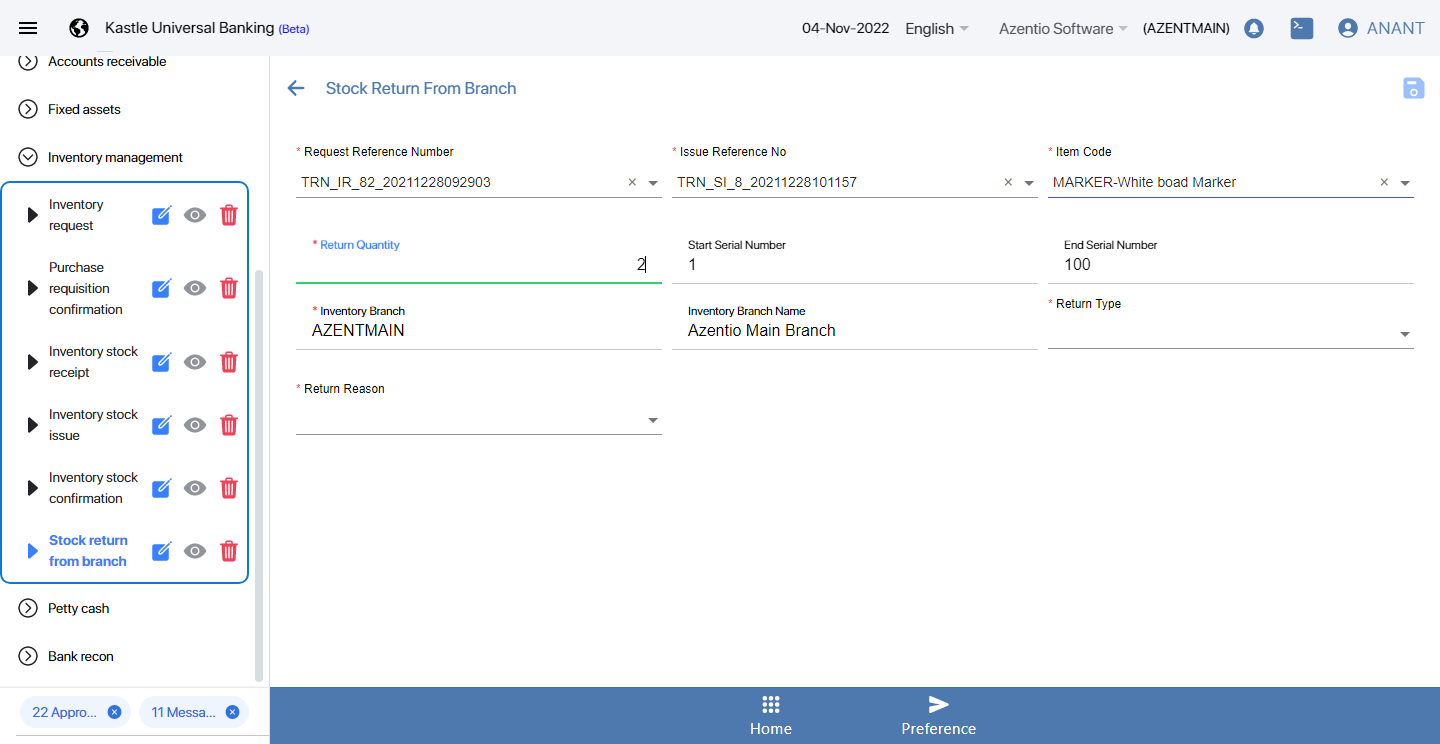 Kastle Universal Banking (Beta)
04-Nov-2022
English
Azentio Software
(AZENTMAIN)
ANANT
Accounts receivable
Fixed assets
Inventory management
Inventory
request
Purchase
requisition
confirmation
Inventory stock
receipt
Inventory stock
issue
Inventory stock
confirmation
Stock return
from branch
Petty cash
Bank recon
22 Appro...
11 Messa...
Stock Return From Branch
* Request Reference Number
TRN_IR_82_20211228092903
* Issue Reference No
TRN_SI_8_20211228101157
* Item Code
MARKER-White boad Marker
* Return Quantity
2
Start Serial Number
1
End Serial Number
100
* Inventory Branch
AZENTMAIN
Inventory Branch Name
Azentio Main Branch
* Return Type
* Return Reason
Home
Preference